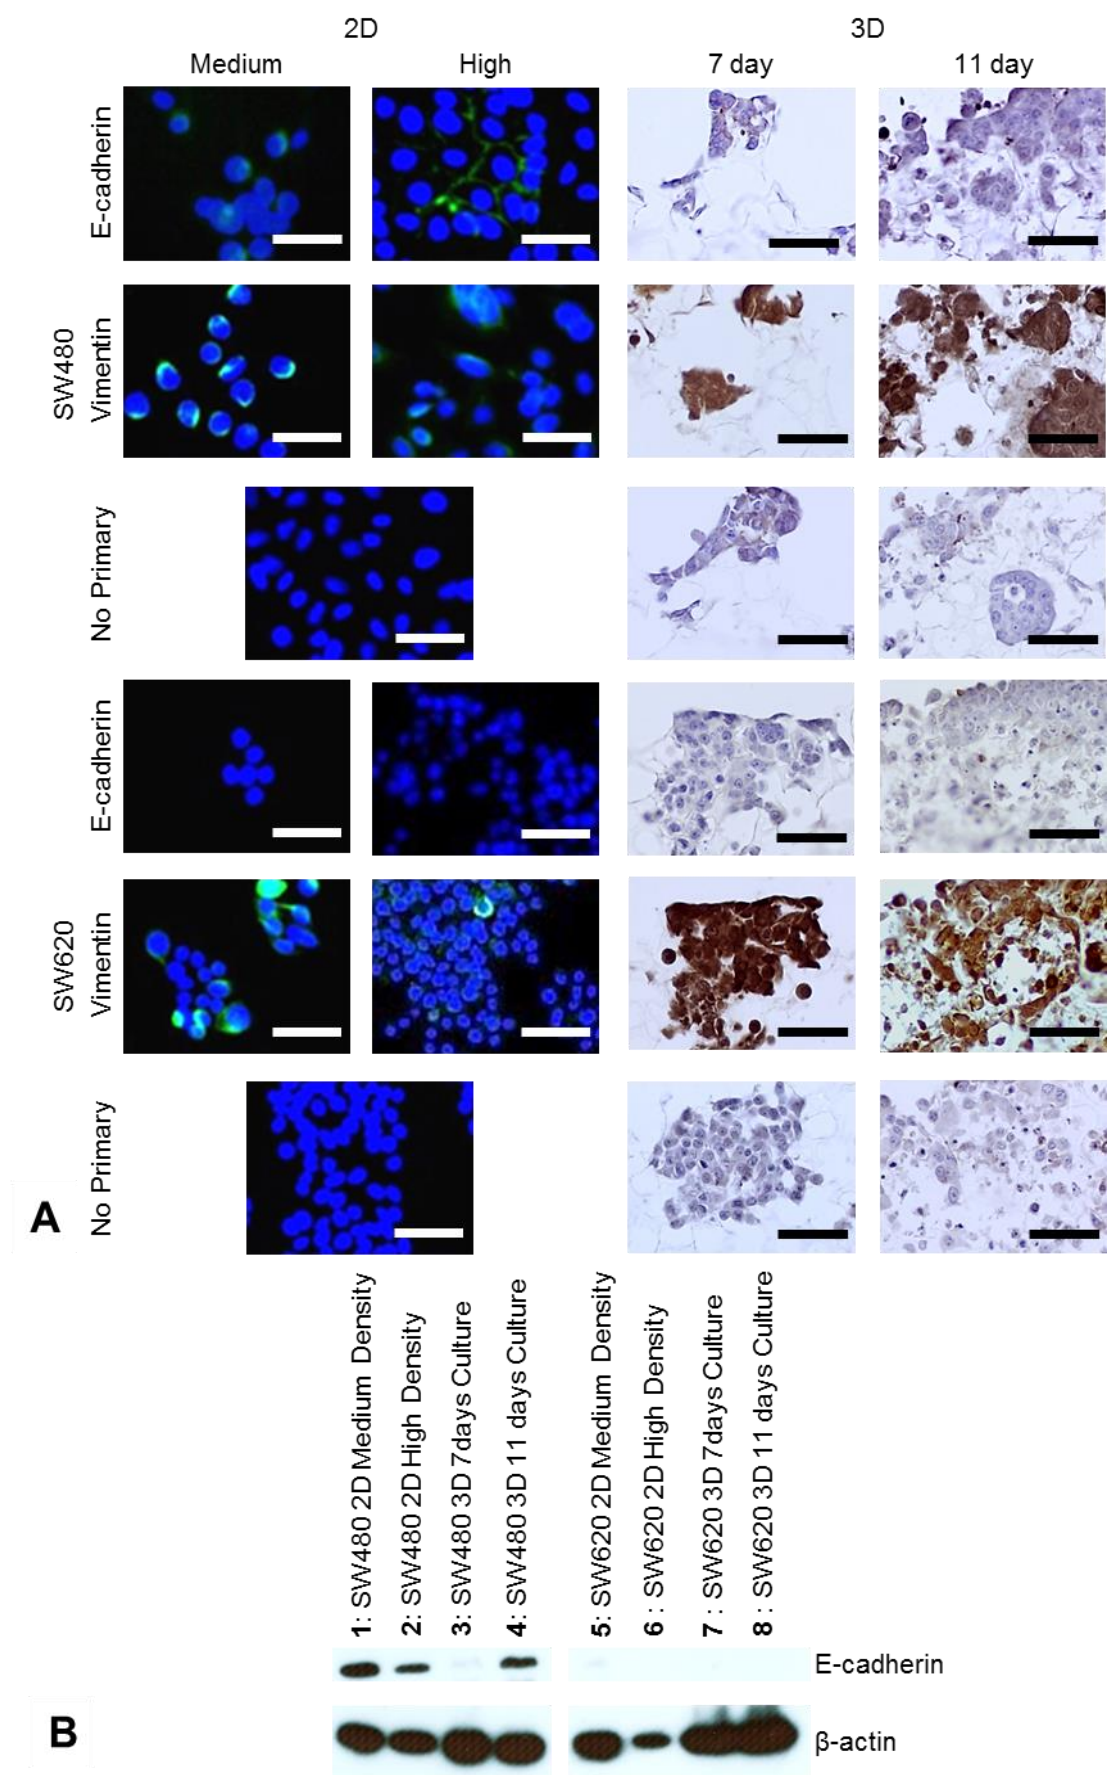 2D
3D
Medium
High
7 day
11 day
E-cadherin
SW480
Vimentin
No Primary
E-cadherin
SW620
Vimentin
No Primary
A
1: SW480 2D Medium Density
2: SW480 2D High Density
3: SW480 3D 7days Culture
4: SW480 3D 11 days Culture
5: SW620 2D Medium Density
6 : SW620 2D High Density
7 : SW620 3D 7days Culture
8 : SW620 3D 11 days Culture
E-cadherin
B
β-actin